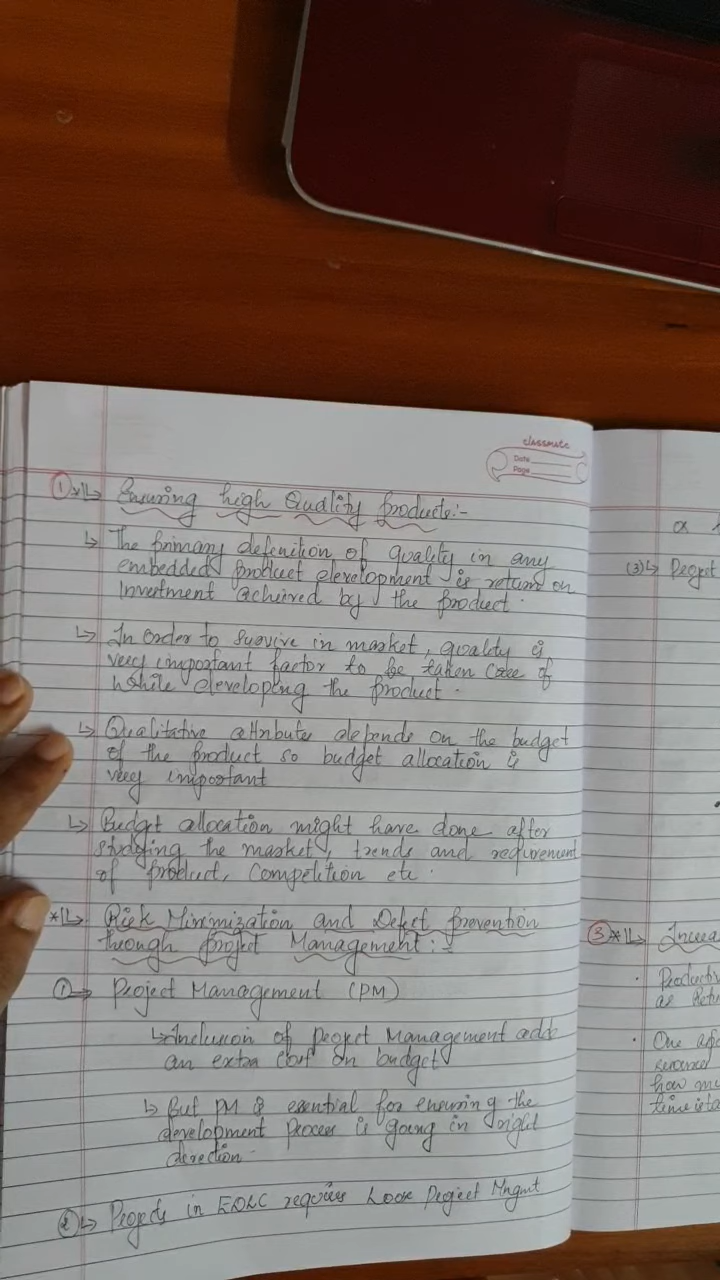 classmate
Date
Page
① *↳ Ensuring high Quality products:-
↳ The primary defenition of quality in any
embedded product development is return on
Investment achieved by the product.
↳ In order to survive in market, quality is
very important factor to be taken care of
while developing the product.
↳ Qualitative attribute depends on the budget
of the product so budget allocation is
very important
↳ Budget allocation might have done after
studying the market, trends and requirement
of product, Competition etc.
*↳ Risk Minimization and Defect prevention
through project Management:-
① → Project Management (PM)
↳ Inclusion of project Management adds
an extra cost on budget
↳ But PM is essential for ensuring the
development process is going in right
direction.
② ↳ Projects in EDLC requires Loose Project Mngmt
(3) ↳
③ *↳
as
• One
how
time is